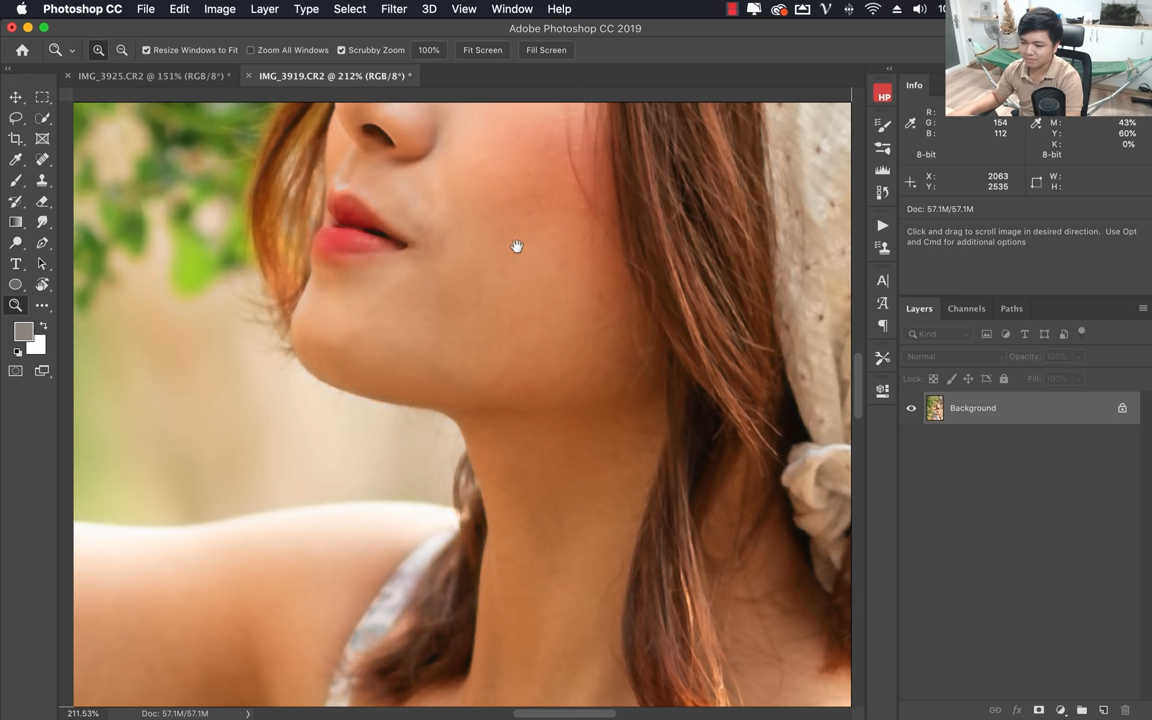 Photoshop CC File Edit Image Layer Type Select Filter 3D View Window Help
Adobe Photoshop CC 2019
Resize Windows to Fit Zoom All Windows Scrubby Zoom 100% Fit Screen Fill Screen
IMG_3925.CR2 @ 151% (RGB/8*) * IMG_3919.CR2 @ 212% (RGB/8*) *
Info
R:
G: 154 M: 43%
B: 112 Y: 60%
K: 0%
8-bit 8-bit
X: 2063 W:
Y: 2535 H:
Doc: 57.1M/57.1M
Click and drag to scroll image in desired direction. Use Opt
and Cmd for additional options
HP
Layers Channels Paths
Kind
Normal Opacity: 100%
Lock: Fill: 100%
Background
211.53% Doc: 57.1M/57.1M